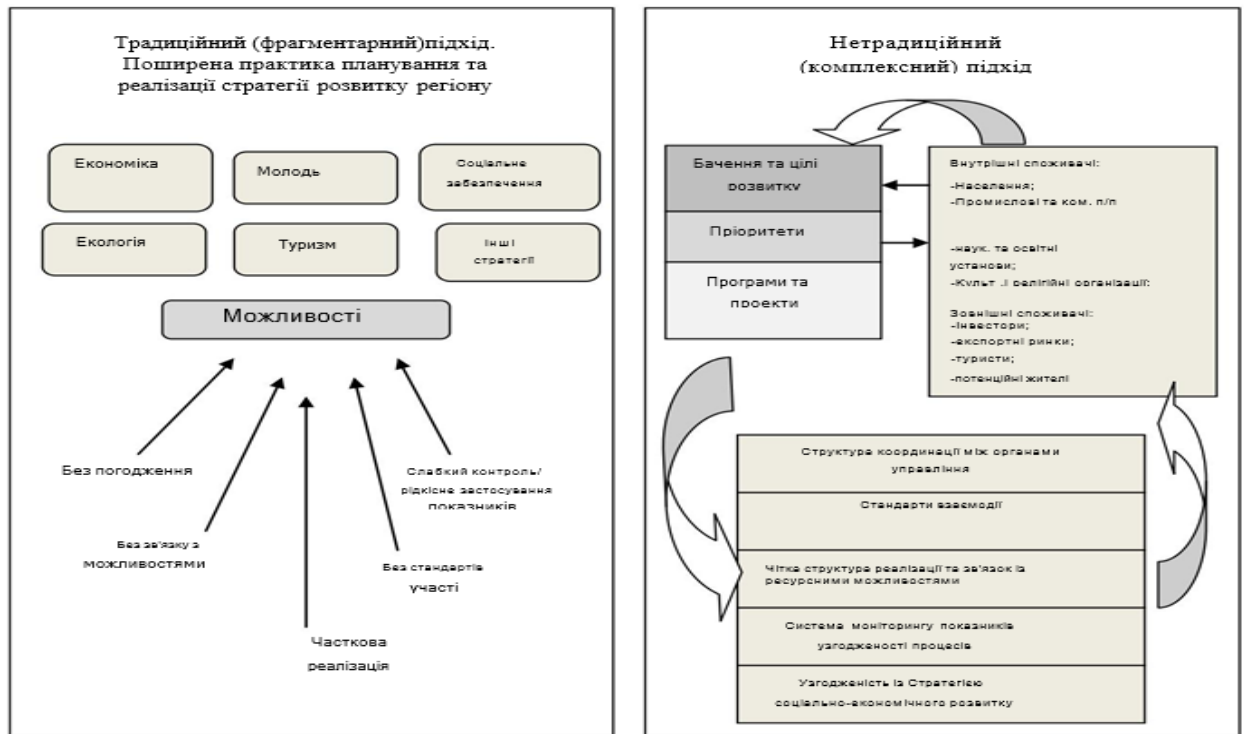 Традиційний (фрагментарний)підхід.
Поширена практика планування та
реалізації стратегії розвитку регіону
Економіка
Молодь
Соціальне
забезпечення
Екологія
Туризм
Інші
стратегії
Можливості
Без погодження
Без зв'язку з
можливостями
Часткова
реалізація
Без стандартів
участі
Слабкий контроль/
рідкісне застосування
показників
Нетрадиційний
(комплексний) підхід
Бачення та цілі
розвитку
Пріоритети
Програми та
проекти
Внутрішні споживачі:
-Населення;
-Промислові та ком. п/п
-наук. та освітні
установи;
-Культ .і релігійні організації:
Зовнішні споживачі:
-інвестори;
-експортні ринки;
-туристи;
-потенційні жителі
Структура координації між органами
управління
Стандарти взаємодії
Чітка структура реалізації та зв'язок із
ресурсними можливостями
Система моніторингу показників
узгодженості процесів
Узгодженість із Стратегією
соціально-економічного розвитку